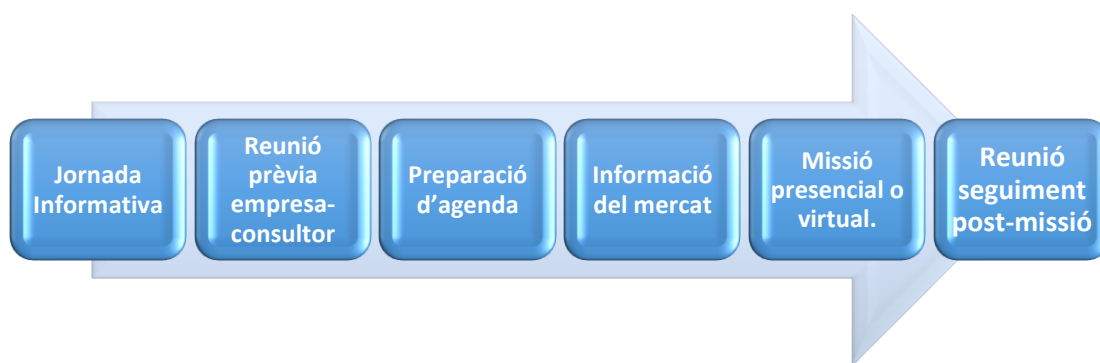 Jornada
Informativa
Reunió
prèvia
empresa-
consultor
Preparació
d’agenda
Informació
del mercat
Missió
presencial o
virtual.
Reunió
seguiment
post-missió